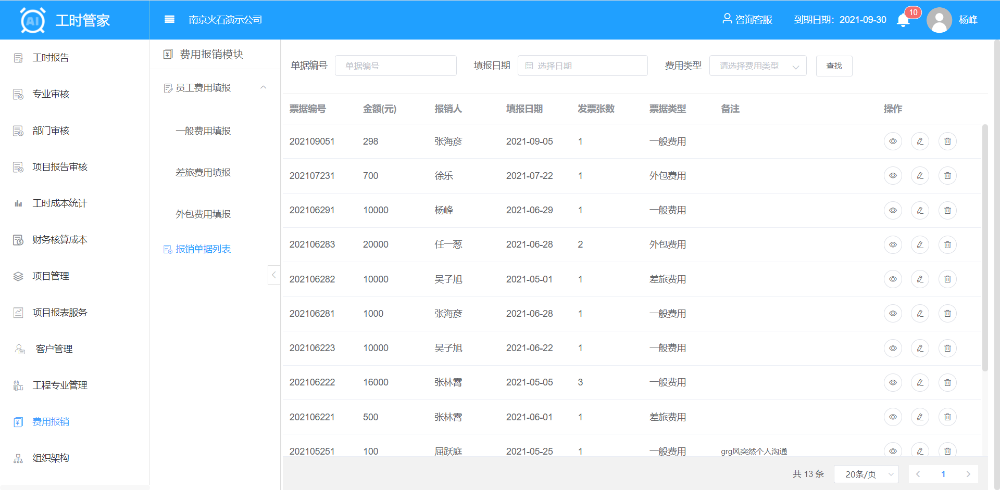 AI 工时管家
南京火石演示公司
咨询客服
到期日期：2021-09-30
10
杨峰
工时报告
专业审核
部门审核
项目报告审核
工时成本统计
财务核算成本
项目管理
项目报表服务
客户管理
工程专业管理
费用报销
组织架构
费用报销模块
员工费用填报
一般费用填报
差旅费用填报
外包费用填报
报销单据列表
单据编号 单据编号 填报日期 选择日期 费用类型 请选择费用类型 查找
票据编号 金额(元) 报销人 填报日期 发票张数 票据类型 备注 操作
202109051 298 张海彦 2021-09-05 1 一般费用
202107231 700 徐乐 2021-07-22 1 外包费用
202106291 10000 杨峰 2021-06-29 1 一般费用
202106283 20000 任一葱 2021-06-28 2 外包费用
202106282 10000 吴子旭 2021-05-01 1 差旅费用
202106281 1000 张海彦 2021-06-28 1 一般费用
202106223 10000 吴子旭 2021-06-22 1 一般费用
202106222 16000 张林霄 2021-05-05 3 一般费用
202106221 500 张林霄 2021-06-01 1 差旅费用
202105251 100 屈跃庭 2021-05-25 1 一般费用 grg风突然个人沟通
共 13 条 20条/页 1